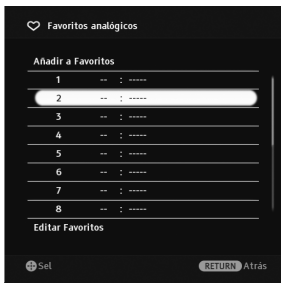 Favoritos analógicos
Añadir a Favoritos
1 -- : -----
2 -- : -----
3 -- : -----
4 -- : -----
5 -- : -----
6 -- : -----
7 -- : -----
8 -- : -----
Editar Favoritos
Sel RETURN Atrás